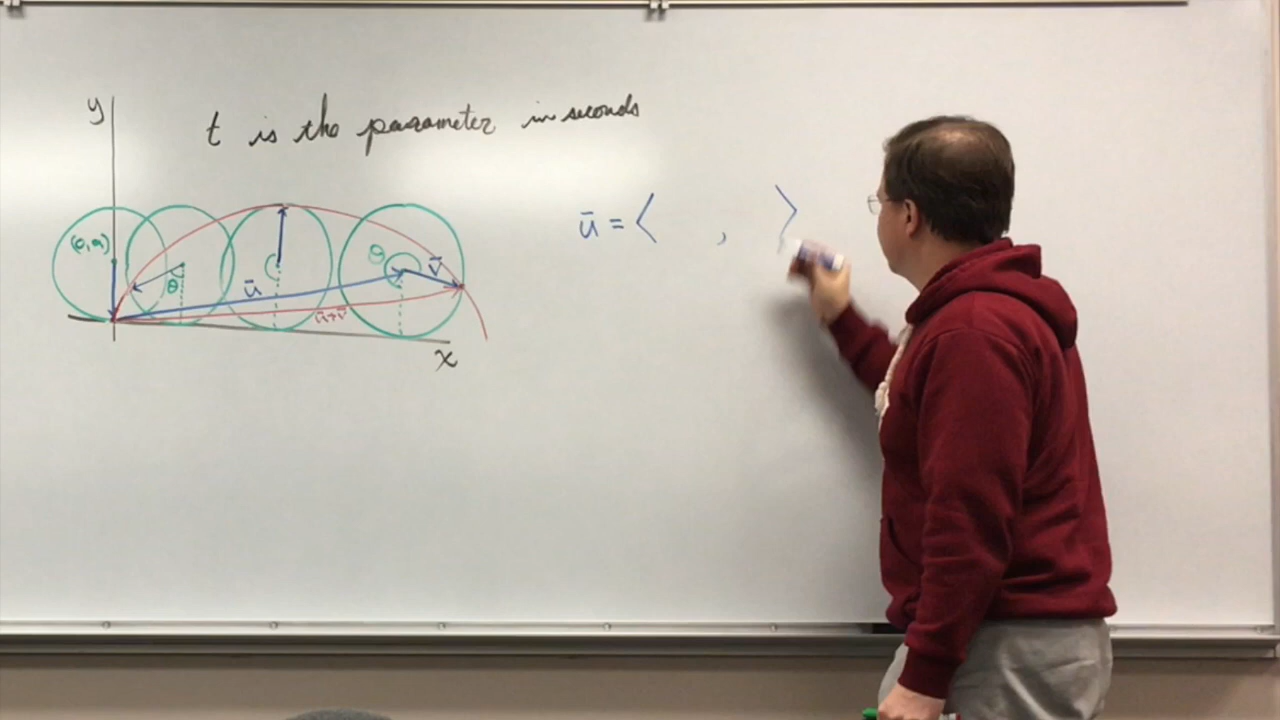 y
t is the parameter in seconds
ū = < , >
(0,a)
θ
θ
v̄
ū
ū+v̄
x